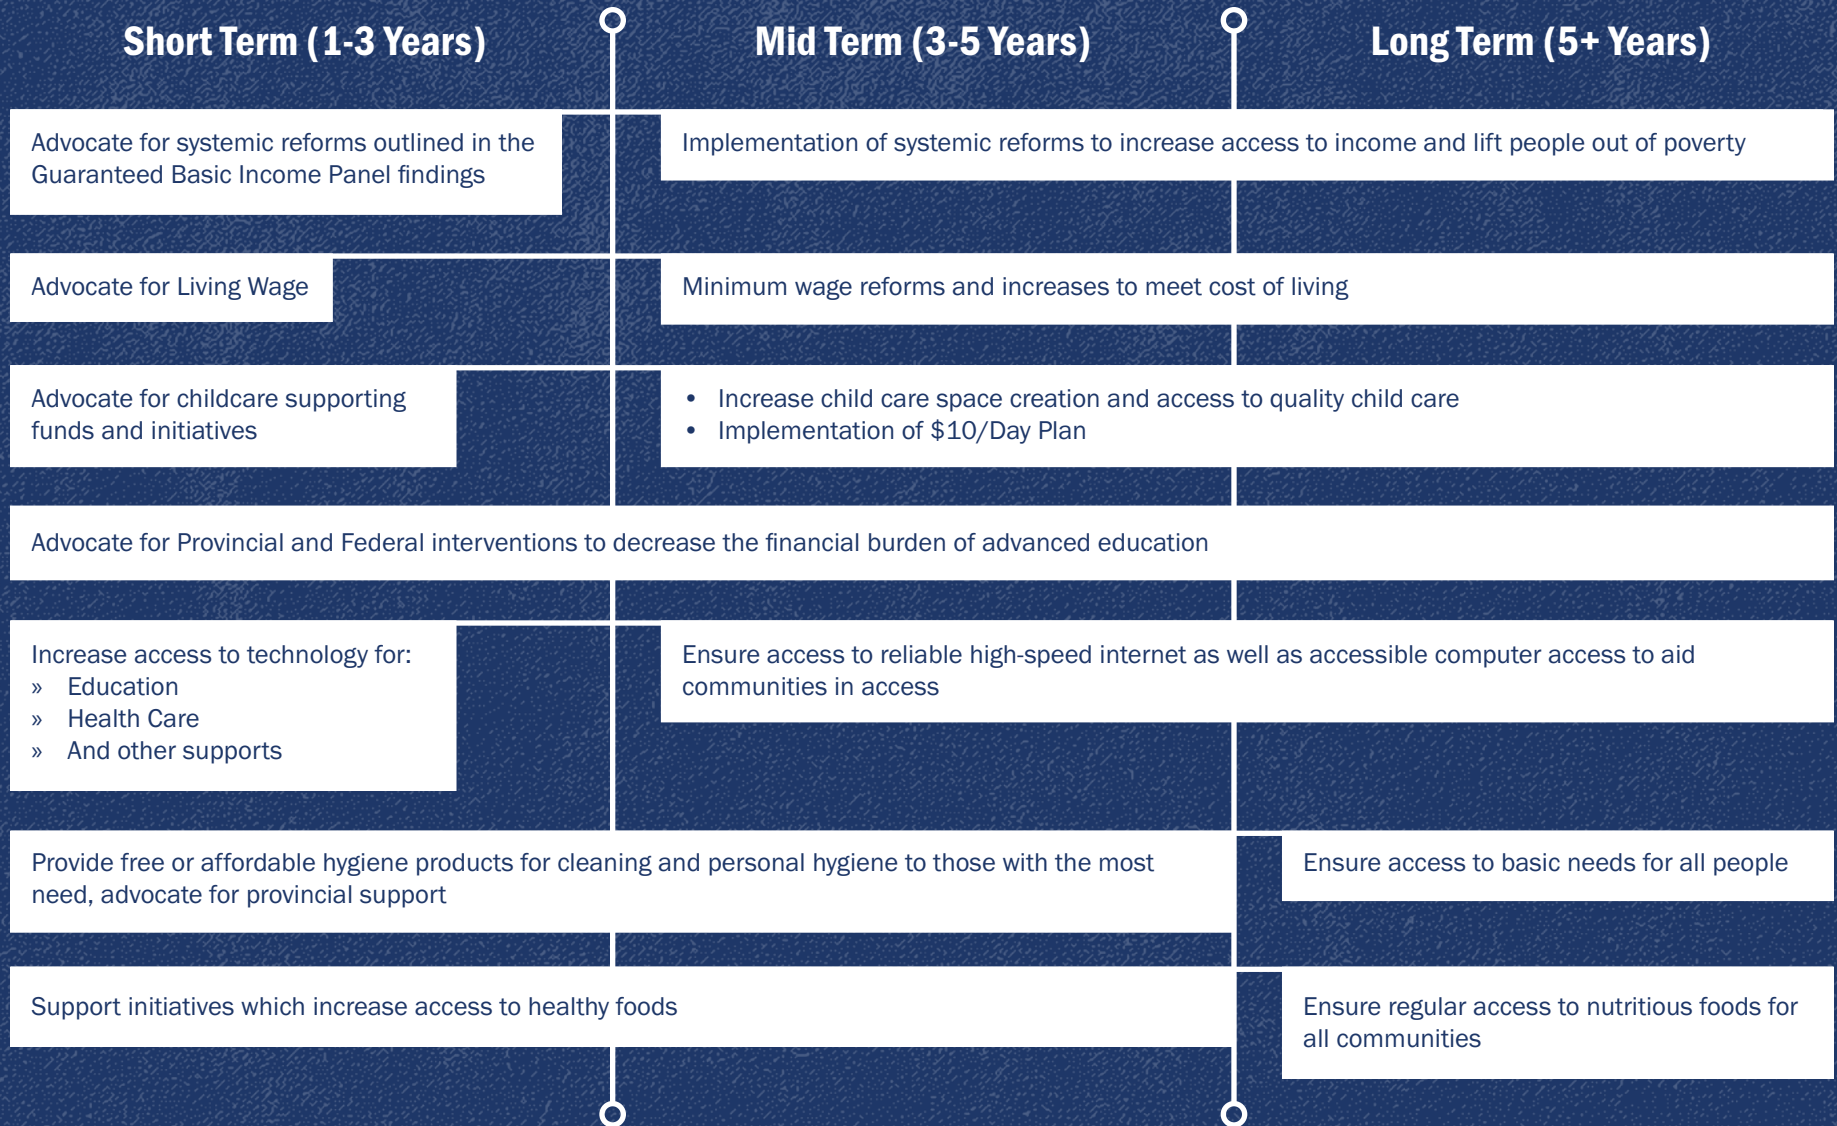 Short Term (1-3 Years)
Mid Term (3-5 Years)
Long Term (5+ Years)
Advocate for systemic reforms outlined in the
Guaranteed Basic Income Panel findings
Implementation of systemic reforms to increase access to income and lift people out of poverty
Advocate for Living Wage
Minimum wage reforms and increases to meet cost of living
Advocate for childcare supporting
funds and initiatives
• Increase child care space creation and access to quality child care
• Implementation of $10/Day Plan
Advocate for Provincial and Federal interventions to decrease the financial burden of advanced education
Increase access to technology for:
» Education
» Health Care
» And other supports
Ensure access to reliable high-speed internet as well as accessible computer access to aid
communities in access
Provide free or affordable hygiene products for cleaning and personal hygiene to those with the most
need, advocate for provincial support
Ensure access to basic needs for all people
Support initiatives which increase access to healthy foods
Ensure regular access to nutritious foods for
all communities